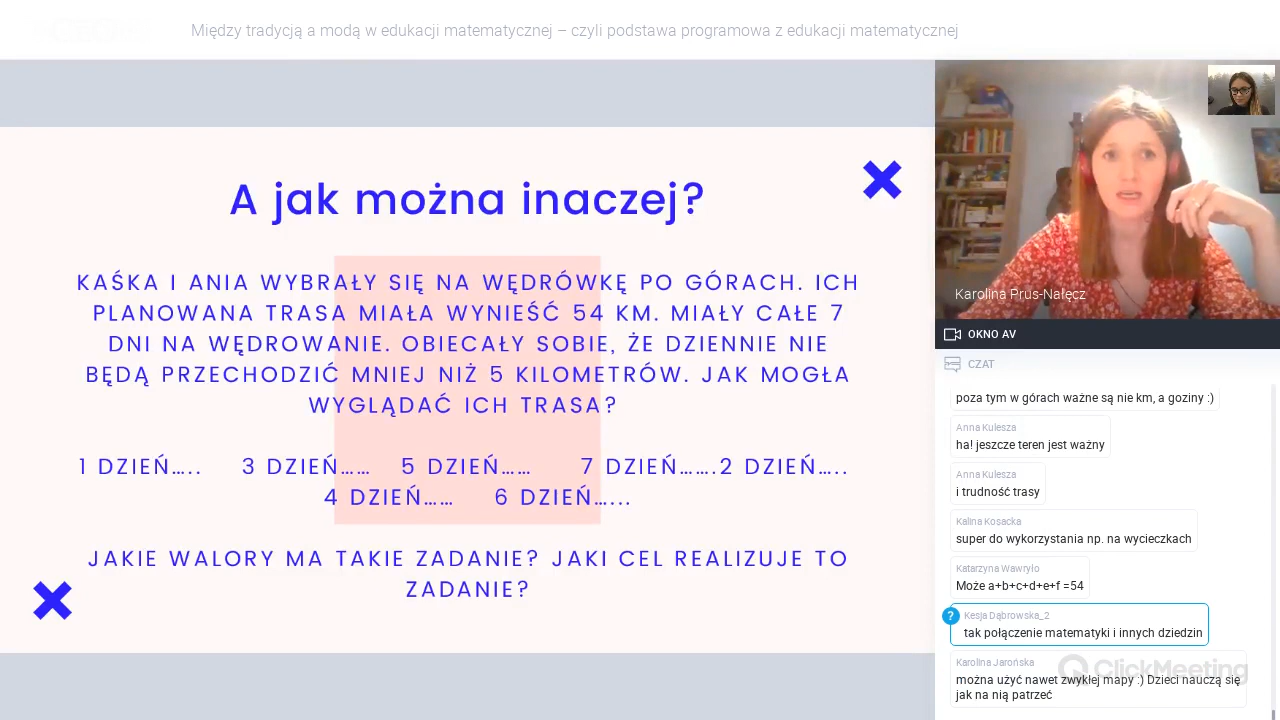 Między tradycją a modą w edukacji matematycznej – czyli podstawa programowa z edukacji matematycznej
A jak można inaczej?
KAŚKA I ANIA WYBRAŁY SIĘ NA WĘDRÓWKĘ PO GÓRACH. ICH
PLANOWANA TRASA MIAŁA WYNIEŚĆ 54 KM. MIAŁY CAŁE 7
DNI NA WĘDROWANIE. OBIECAŁY SOBIE, ŻE DZIENNIE NIE
BĘDĄ PRZECHODZIĆ MNIEJ NIŻ 5 KILOMETRÓW. JAK MOGŁA
WYGLĄDAĆ ICH TRASA?
1 DZIEŃ..... 3 DZIEŃ...... 5 DZIEŃ...... 7 DZIEŃ.......2 DZIEŃ.....
4 DZIEŃ...... 6 DZIEŃ......
JAKIE WALORY MA TAKIE ZADANIE? JAKI CEL REALIZUJE TO
ZADANIE?
Karolina Prus-Nałęcz
OKNO AV
CZAT
poza tym w górach ważne są nie km, a goziny :)
Anna Kulesza
ha! jeszcze teren jest ważny
Anna Kulesza
i trudność trasy
Kalina Kosacka
super do wykorzystania np. na wycieczkach
Katarzyna Wawryło
Może a+b+c+d+e+f =54
?
Kesja Dąbrowska_2
tak połączenie matematyki i innych dziedzin
Karolina Jarońska
można użyć nawet zwykłej mapy :) Dzieci nauczą się
jak na nią patrzeć
ClickMeeting